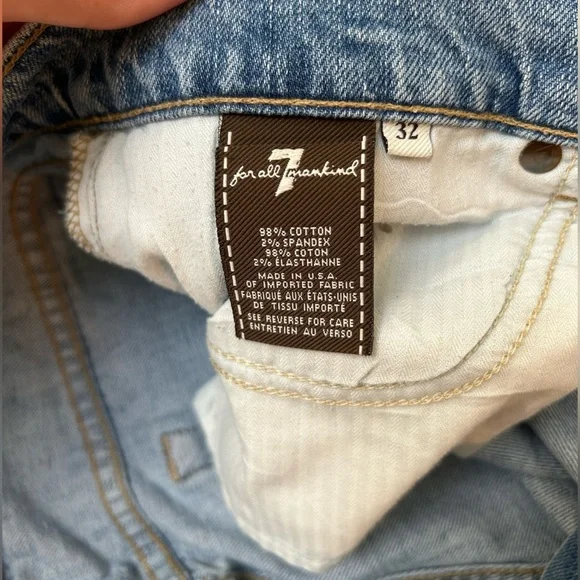 32
for all 7 mankind
98% COTTON
2% SPANDEX
98% COTON
2% ÉLASTHANNE
MADE IN U.S.A.
OF IMPORTED FABRIC
FABRIQUÉ AUX ÉTATS-UNIS
DE TISSU IMPORTÉ
SEE REVERSE FOR CARE
ENTRETIEN AU VERSO